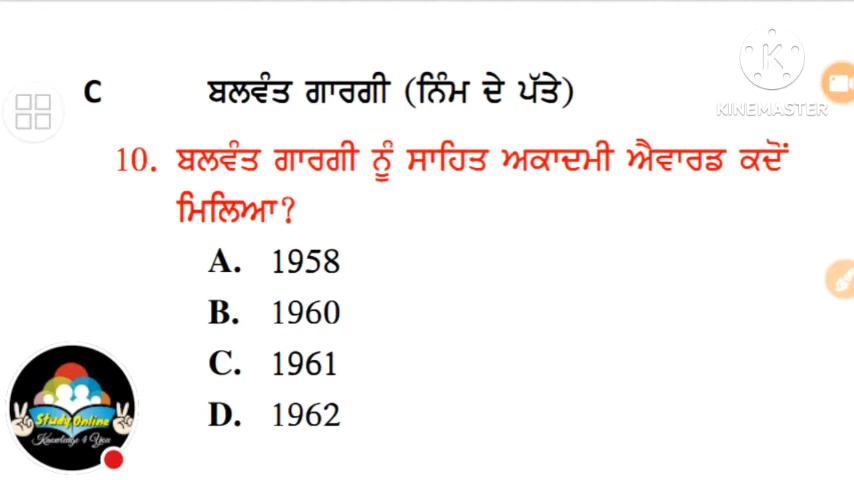 KINEMASTER
C ਬਲਵੰਤ ਗਾਰਗੀ (ਨਿੰਮ ਦੇ ਪੱਤੇ)
10. ਬਲਵੰਤ ਗਾਰਗੀ ਨੂੰ ਸਾਹਿਤ ਅਕਾਦਮੀ ਐਵਾਰਡ ਕਦੋਂ
ਮਿਲਿਆ?
A. 1958
B. 1960
C. 1961
D. 1962
Study Online
Knowledge 4 You